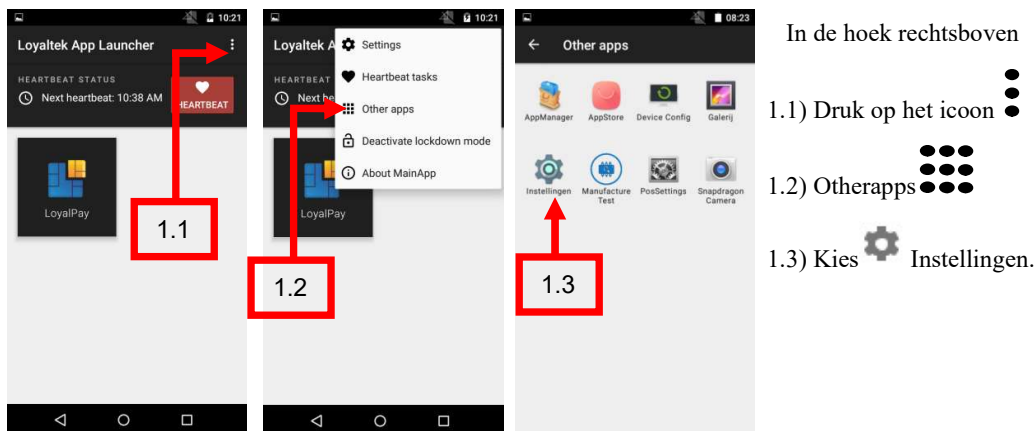 10:21
Loyaltek App Launcher
HEARTBEAT STATUS
Next heartbeat: 10:38 AM
HEARTBEAT
LoyalPay
1.1
10:21
Loyaltek A
Settings
HEARTBEAT
Heartbeat tasks
Next he
Other apps
Deactivate lockdown mode
About MainApp
LoyalPay
1.2
08:23
Other apps
AppManager
AppStore
Device Config
Galerij
Instellingen
Manufacture
Test
PosSettings
Snapdragon
Camera
1.3
In de hoek rechtsboven
1.1) Druk op het icoon
1.2) Otherapps
1.3) Kies Instellingen.